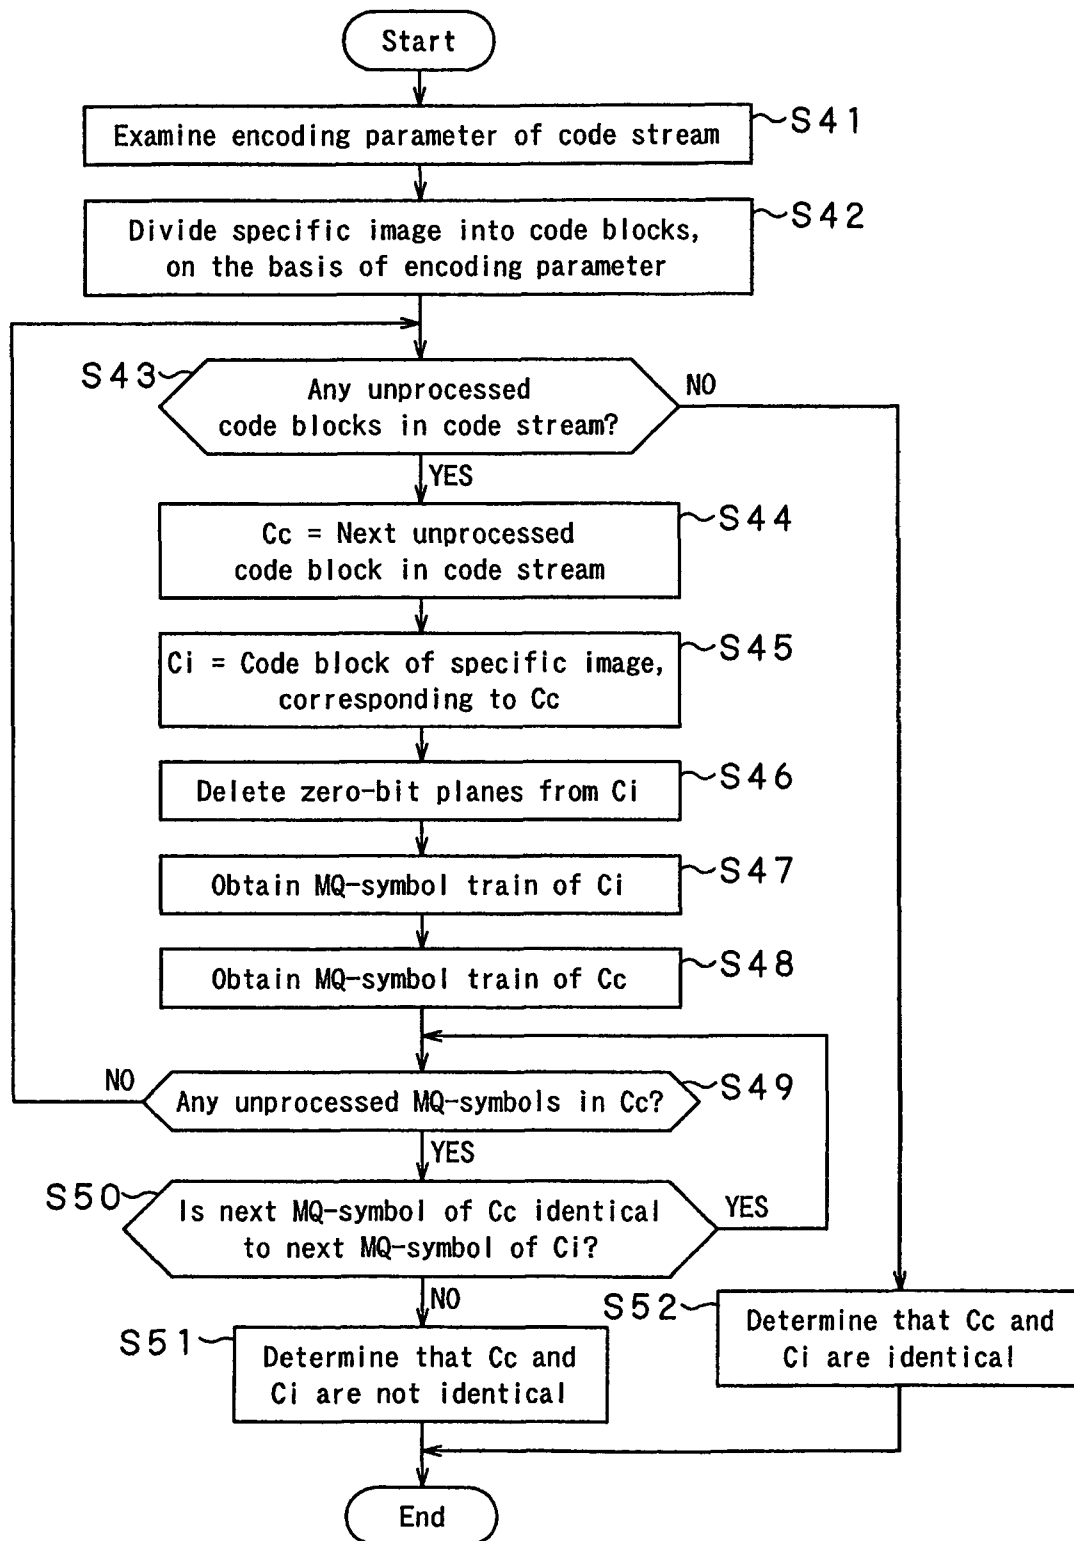 Start
Examine encoding parameter of code stream
S41
Divide specific image into code blocks,
on the basis of encoding parameter
S42
S43
Any unprocessed
code blocks in code stream?
NO
YES
Cc = Next unprocessed
code block in code stream
S44
Ci = Code block of specific image,
corresponding to Cc
S45
Delete zero-bit planes from Ci
S46
Obtain MQ-symbol train of Ci
S47
Obtain MQ-symbol train of Cc
S48
NO
Any unprocessed MQ-symbols in Cc?
S49
YES
S50
Is next MQ-symbol of Cc identical
to next MQ-symbol of Ci?
YES
NO
S51
Determine that Cc and
Ci are not identical
S52
Determine that Cc and
Ci are identical
End